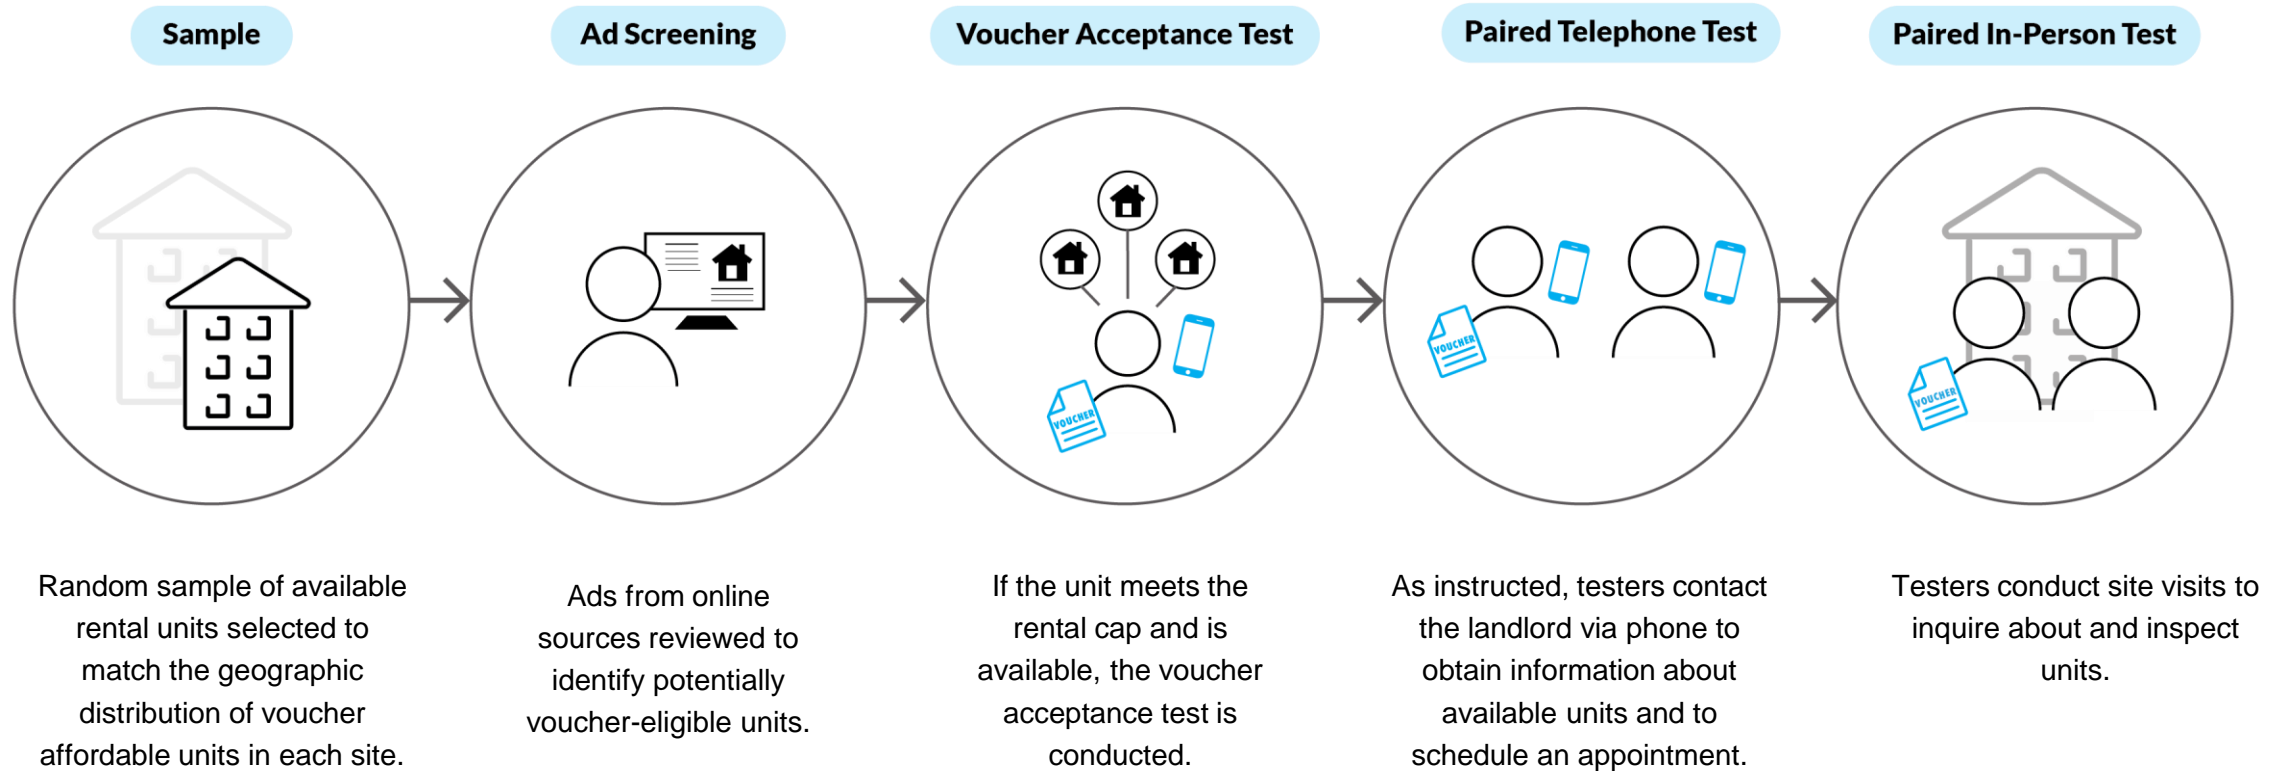 Sample
Ad Screening
Voucher Acceptance Test
Paired Telephone Test
Paired In-Person Test
VOUCHER
VOUCHER
VOUCHER
Random sample of available
rental units selected to
match the geographic
distribution of voucher
affordable units in each site.
Ads from online
sources reviewed to
identify potentially
voucher-eligible units.
If the unit meets the
rental cap and is
available, the voucher
acceptance test is
conducted.
As instructed, testers contact
the landlord via phone to
obtain information about
available units and to
schedule an appointment.
Testers conduct site visits to
inquire about and inspect
units.